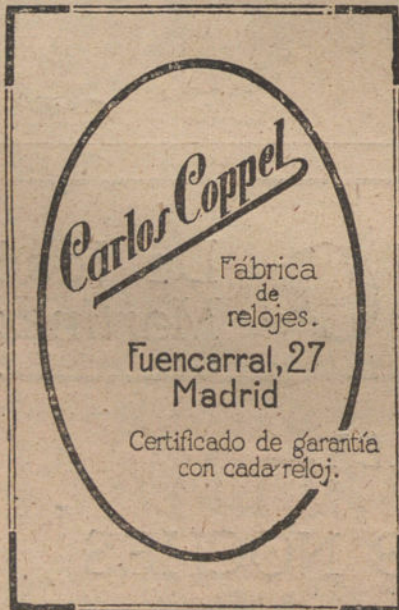 Carlos Coppel
Fábrica
de
relojes.
Fuencarral, 27
Madrid
Certificado de garantía
con cada reloj.